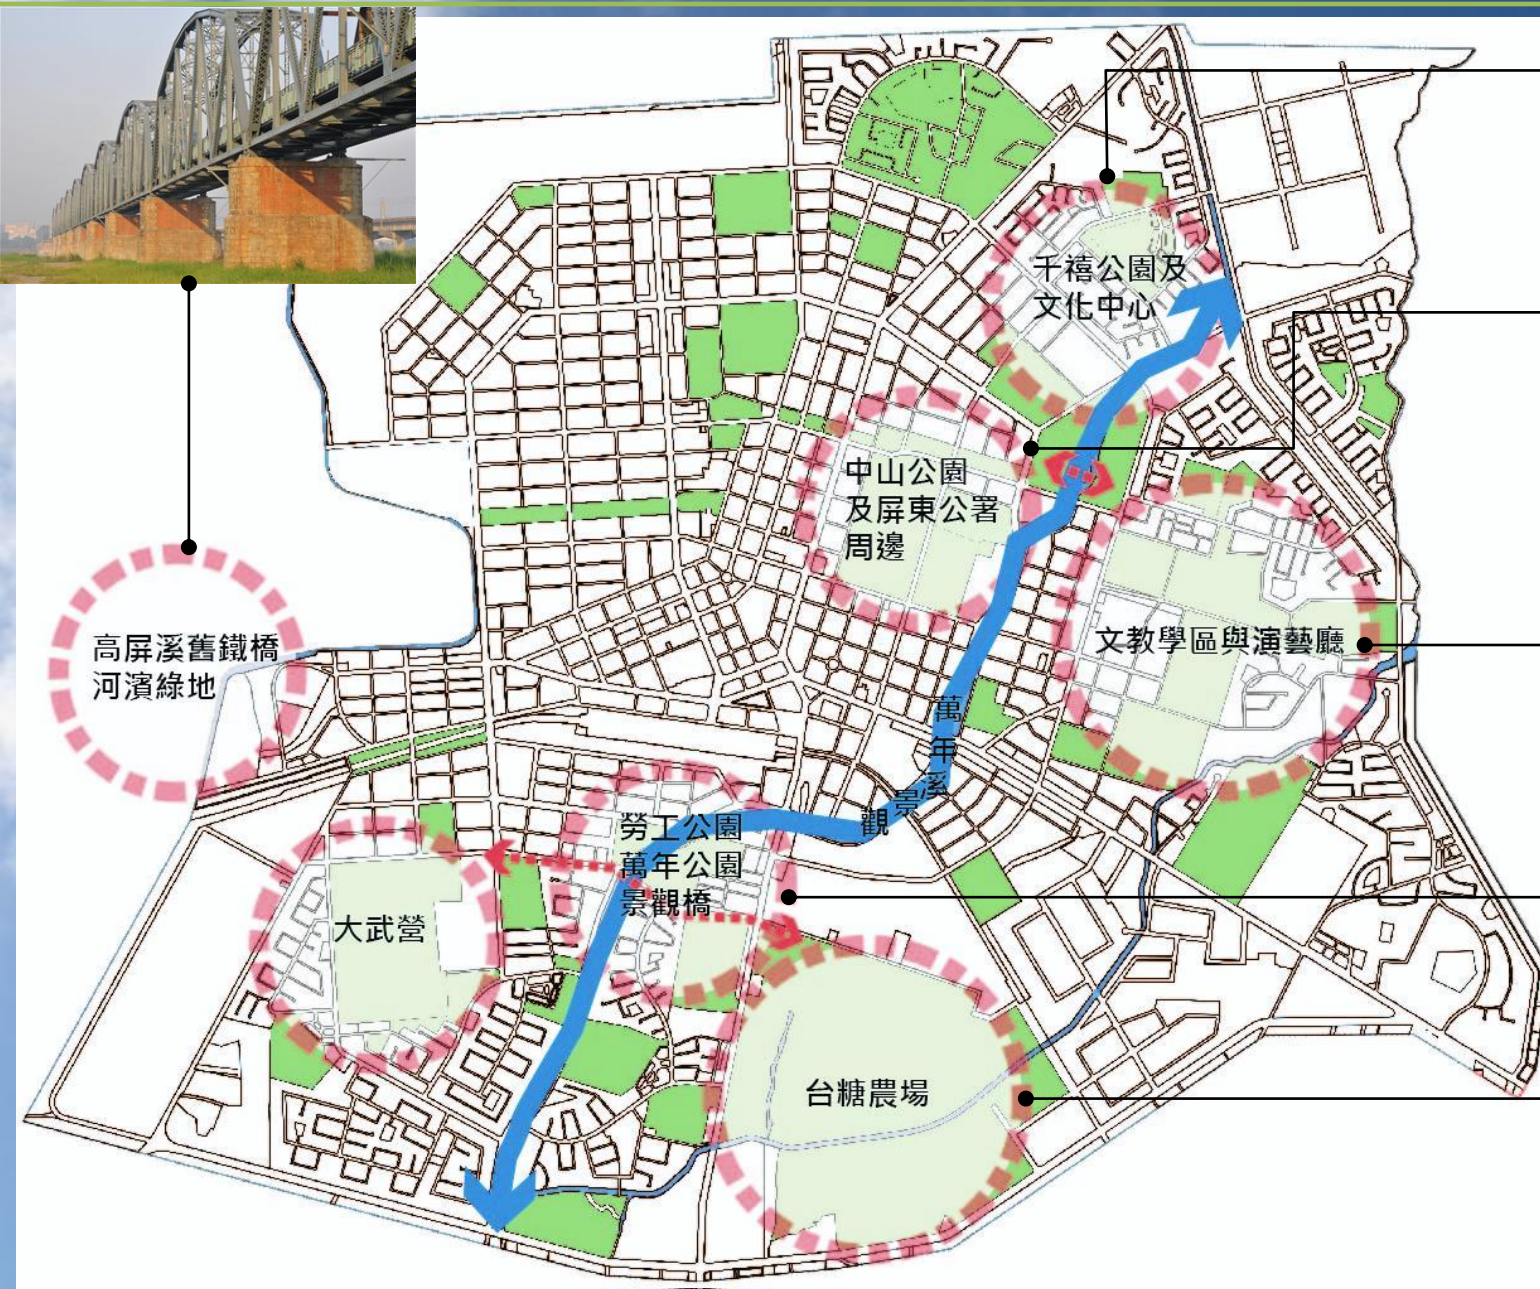 千禧公園及
文化中心
中山公園
及屏東公署
周邊
文教學區與演藝廳
高屏溪舊鐵橋
河濱綠地
萬年溪景觀
勞工公園
萬年公園
景觀橋
大武營
台糖農場